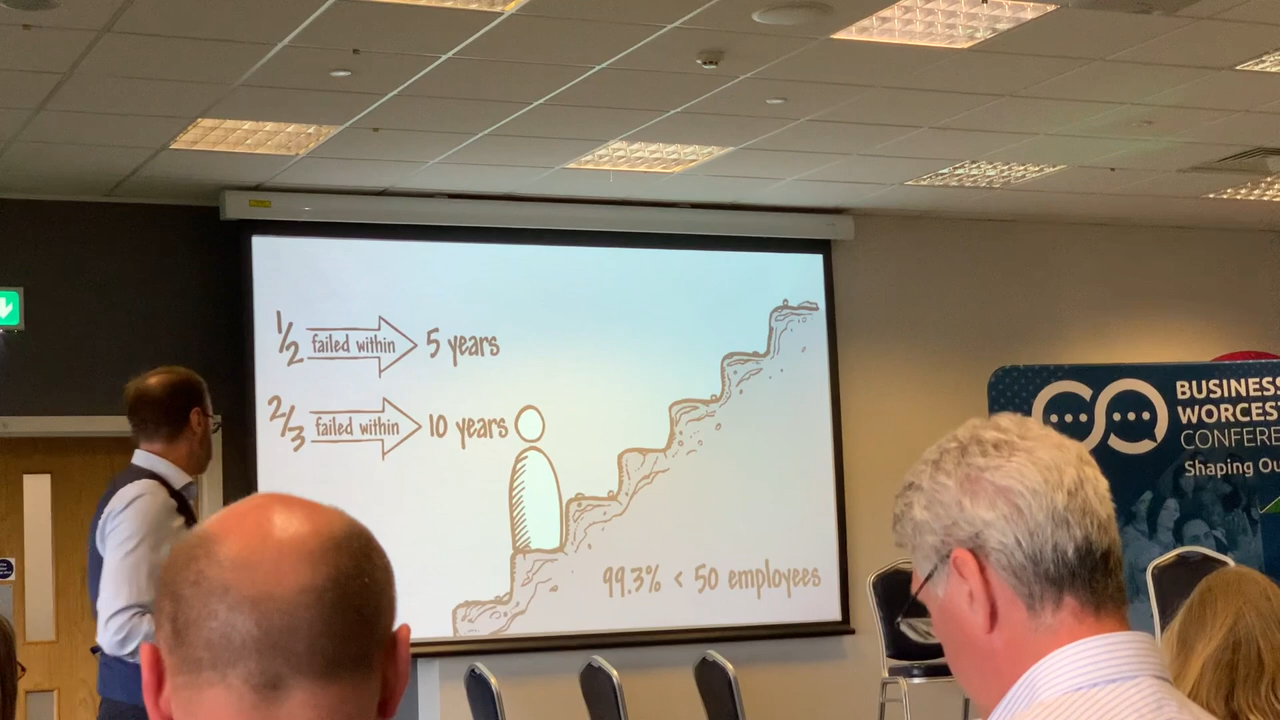 1/2 failed within 5 years
2/3 failed within 10 years
99.3% < 50 employees
BUSINESS
WORCES
CONFERE
Shaping Ou